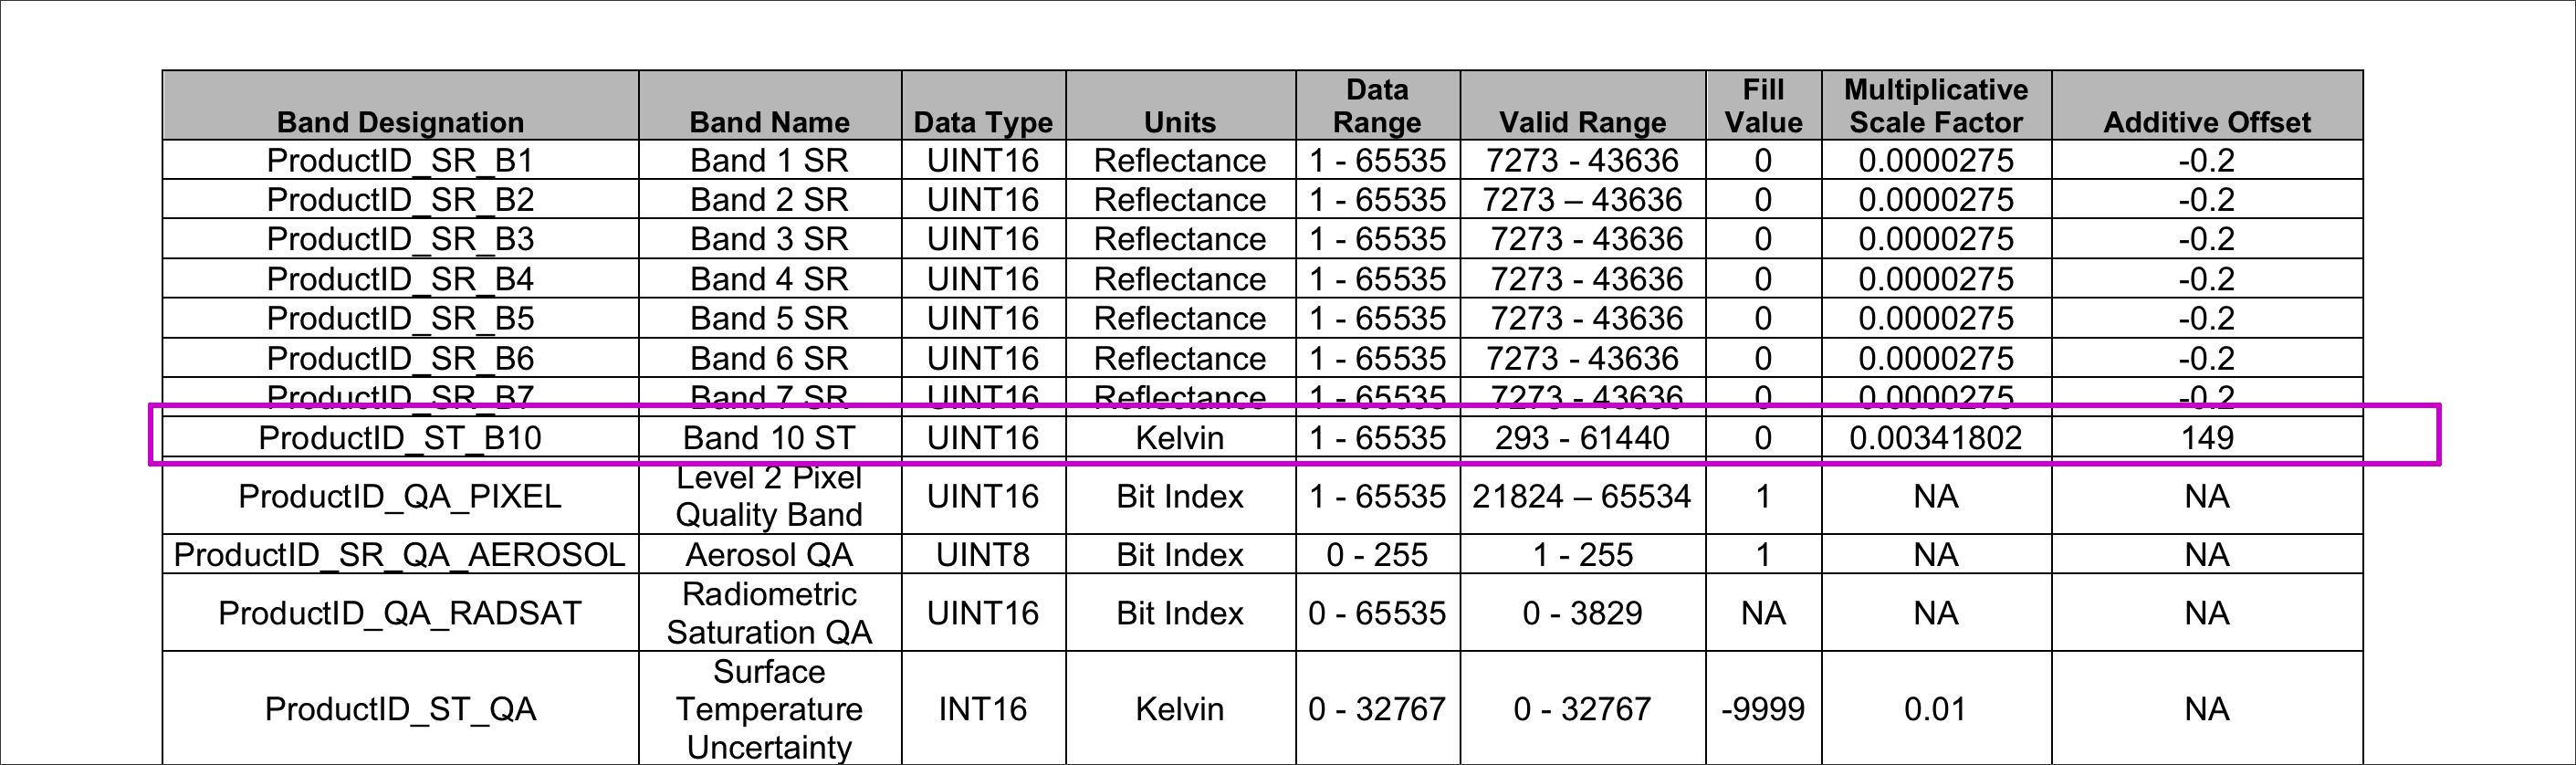 Band Designation Band Name Data Type Units Data Range Valid Range Fill Value Multiplicative Scale Factor Additive Offset
ProductID_SR_B1 Band 1 SR UINT16 Reflectance 1 - 65535 7273 - 43636 0 0.0000275 -0.2
ProductID_SR_B2 Band 2 SR UINT16 Reflectance 1 - 65535 7273 – 43636 0 0.0000275 -0.2
ProductID_SR_B3 Band 3 SR UINT16 Reflectance 1 - 65535 7273 - 43636 0 0.0000275 -0.2
ProductID_SR_B4 Band 4 SR UINT16 Reflectance 1 - 65535 7273 - 43636 0 0.0000275 -0.2
ProductID_SR_B5 Band 5 SR UINT16 Reflectance 1 - 65535 7273 - 43636 0 0.0000275 -0.2
ProductID_SR_B6 Band 6 SR UINT16 Reflectance 1 - 65535 7273 - 43636 0 0.0000275 -0.2
ProductID_SR_B7 Band 7 SR UINT16 Reflectance 1 - 65535 7273 - 43636 0 0.0000275 -0.2
ProductID_ST_B10 Band 10 ST UINT16 Kelvin 1 - 65535 293 - 61440 0 0.00341802 149
ProductID_QA_PIXEL Level 2 Pixel Quality Band UINT16 Bit Index 1 - 65535 21824 – 65534 1 NA NA
ProductID_SR_QA_AEROSOL Aerosol QA UINT8 Bit Index 0 - 255 1 - 255 1 NA NA
ProductID_QA_RADSAT Radiometric Saturation QA UINT16 Bit Index 0 - 65535 0 - 3829 NA NA NA
ProductID_ST_QA Surface Temperature Uncertainty INT16 Kelvin 0 - 32767 0 - 32767 -9999 0.01 NA